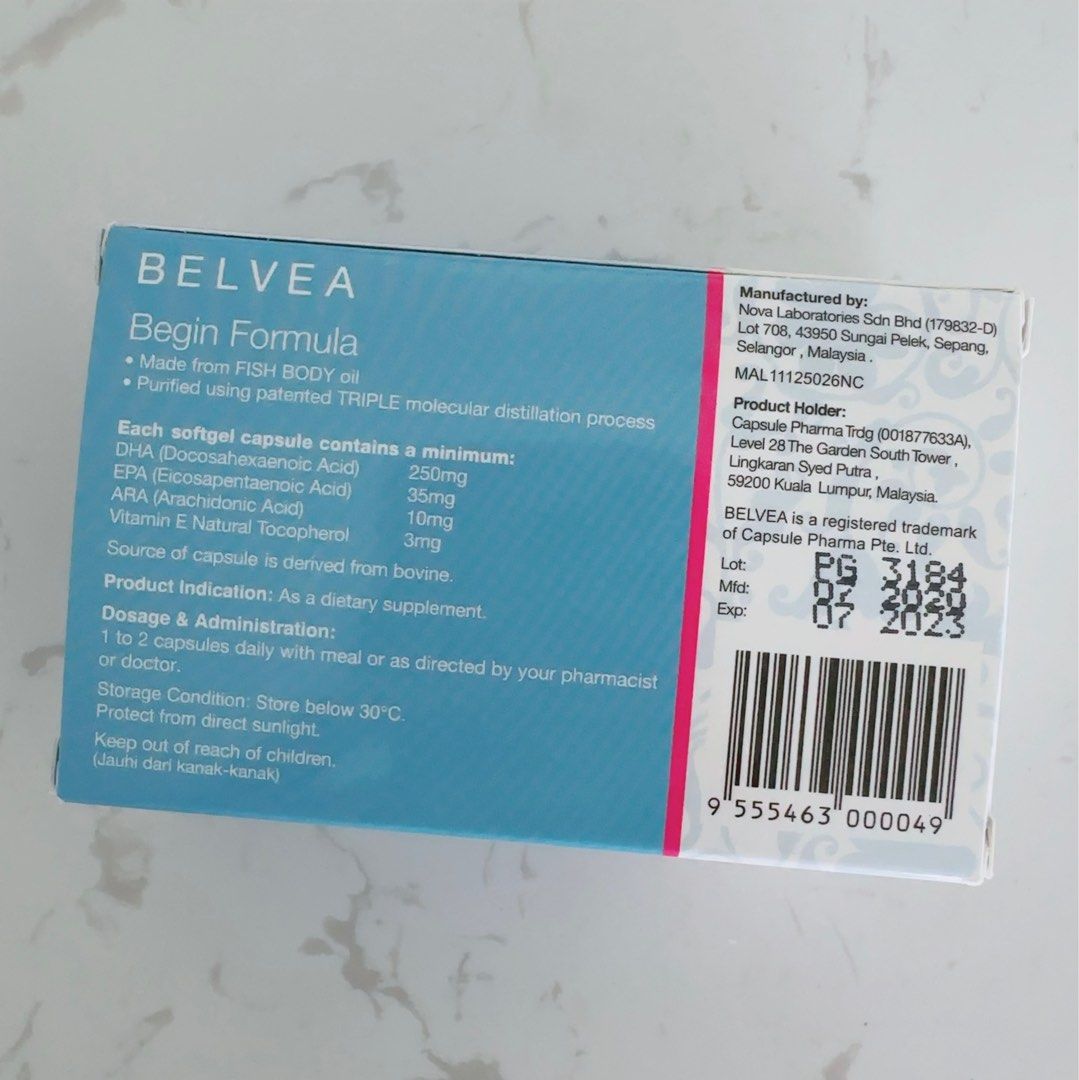 BELVEA
Begin Formula
• Made from FISH BODY oil
• Purified using patented TRIPLE molecular distillation process
Each softgel capsule contains a minimum:
DHA (Docosahexaenoic Acid) 250mg
EPA (Eicosapentaenoic Acid) 35mg
ARA (Arachidonic Acid) 10mg
Vitamin E Natural Tocopherol 3mg
Source of capsule is derived from bovine.
Product Indication: As a dietary supplement.
Dosage & Administration:
1 to 2 capsules daily with meal or as directed by your pharmacist
or doctor.
Storage Condition: Store below 30°C.
Protect from direct sunlight.
Keep out of reach of children.
(Jauhi dari kanak-kanak)
Manufactured by:
Nova Laboratories Sdn Bhd (179832-D)
Lot 708, 43950 Sungai Pelek, Sepang,
Selangor , Malaysia .
MAL11125026NC
Product Holder:
Capsule Pharma Trdg (001877633A),
Level 28 The Garden South Tower ,
Lingkaran Syed Putra ,
59200 Kuala Lumpur, Malaysia.
BELVEA is a registered trademark
of Capsule Pharma Pte. Ltd.
Lot: PG 3184
Mfd: 07 2020
Exp: 07 2023
9 555463 000049